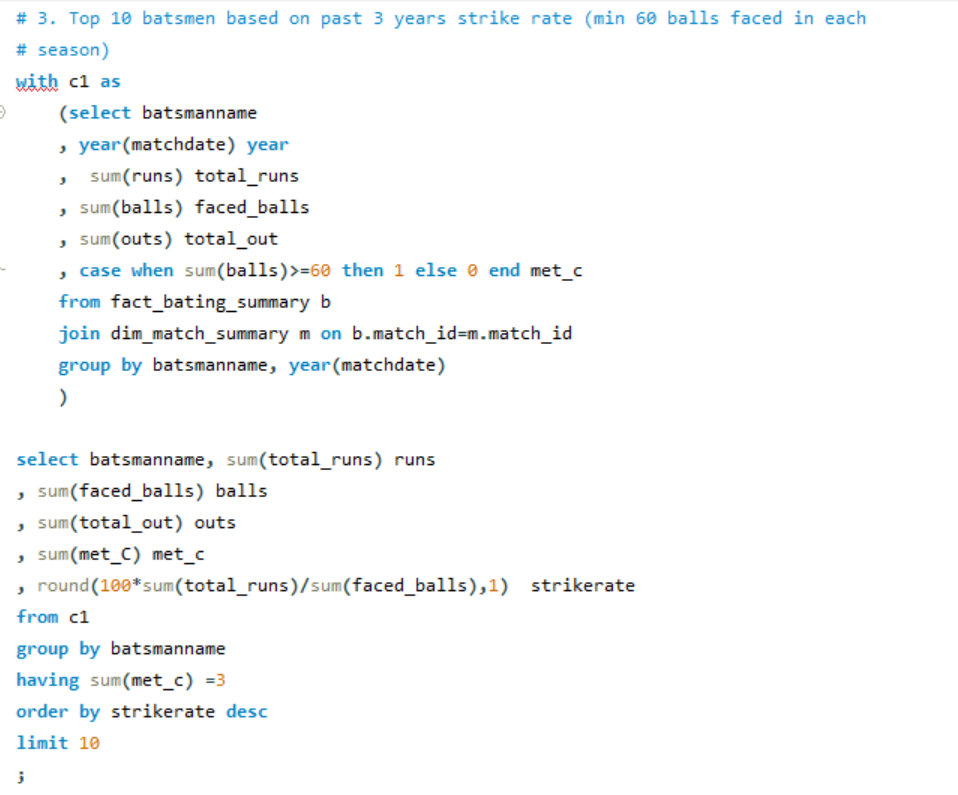 # 3. Top 10 batsmen based on past 3 years strike rate (min 60 balls faced in each
# season)
with c1 as
(select batsmanname
, year(matchdate) year
,  sum(runs) total_runs
, sum(balls) faced_balls
, sum(outs) total_out
, case when sum(balls)>=60 then 1 else 0 end met_c
from fact_bating_summary b
join dim_match_summary m on b.match_id=m.match_id
group by batsmanname, year(matchdate)
)
select batsmanname, sum(total_runs) runs
, sum(faced_balls) balls
, sum(total_out) outs
, sum(met_C) met_c
, round(100*sum(total_runs)/sum(faced_balls),1)  strikerate
from c1
group by batsmanname
having sum(met_c) =3
order by strikerate desc
limit 10
;